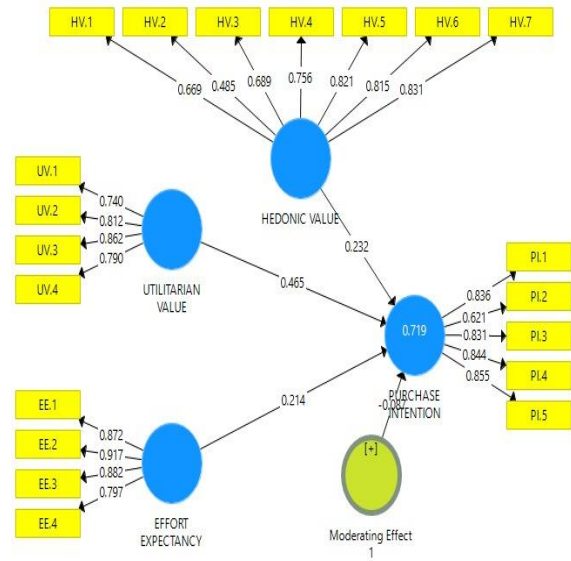 HV.1 HV.2 HV.3 HV.4 HV.5 HV.6 HV.7
0.669 0.485 0.689 0.756 0.821 0.815 0.831
HEDONIC VALUE
UV.1
UV.2
UV.3
UV.4
0.740
0.812
0.862
0.790
UTILITARIAN
VALUE
0.232
0.465
0.214
EE.1
EE.2
EE.3
EE.4
0.872
0.917
0.882
0.797
EFFORT
EXPECTANCY
0.719
PURCHASE
INTENTION
0.836
0.621
0.831
0.844
0.855
PI.1
PI.2
PI.3
PI.4
PI.5
-0.087
[+]
Moderating Effect
1